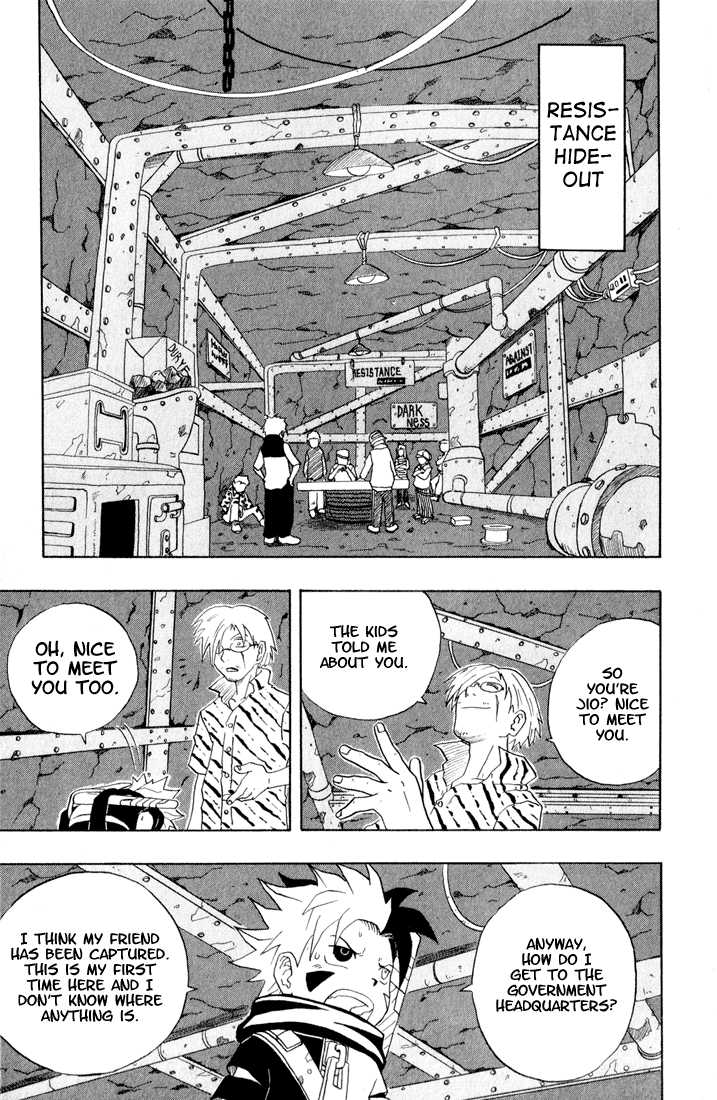 RESIS-
TANCE
HIDE-
OUT
RESISTANCE
DARK
NESS
AGAINST
SO
YOU'RE
JIO? NICE
TO MEET
YOU.
THE KIDS
TOLD ME
ABOUT YOU.
OH, NICE
TO MEET
YOU TOO.
ANYWAY,
HOW DO I
GET TO THE
GOVERNMENT
HEADQUARTERS?
I THINK MY FRIEND
HAS BEEN CAPTURED.
THIS IS MY FIRST
TIME HERE AND I
DON'T KNOW WHERE
ANYTHING IS.